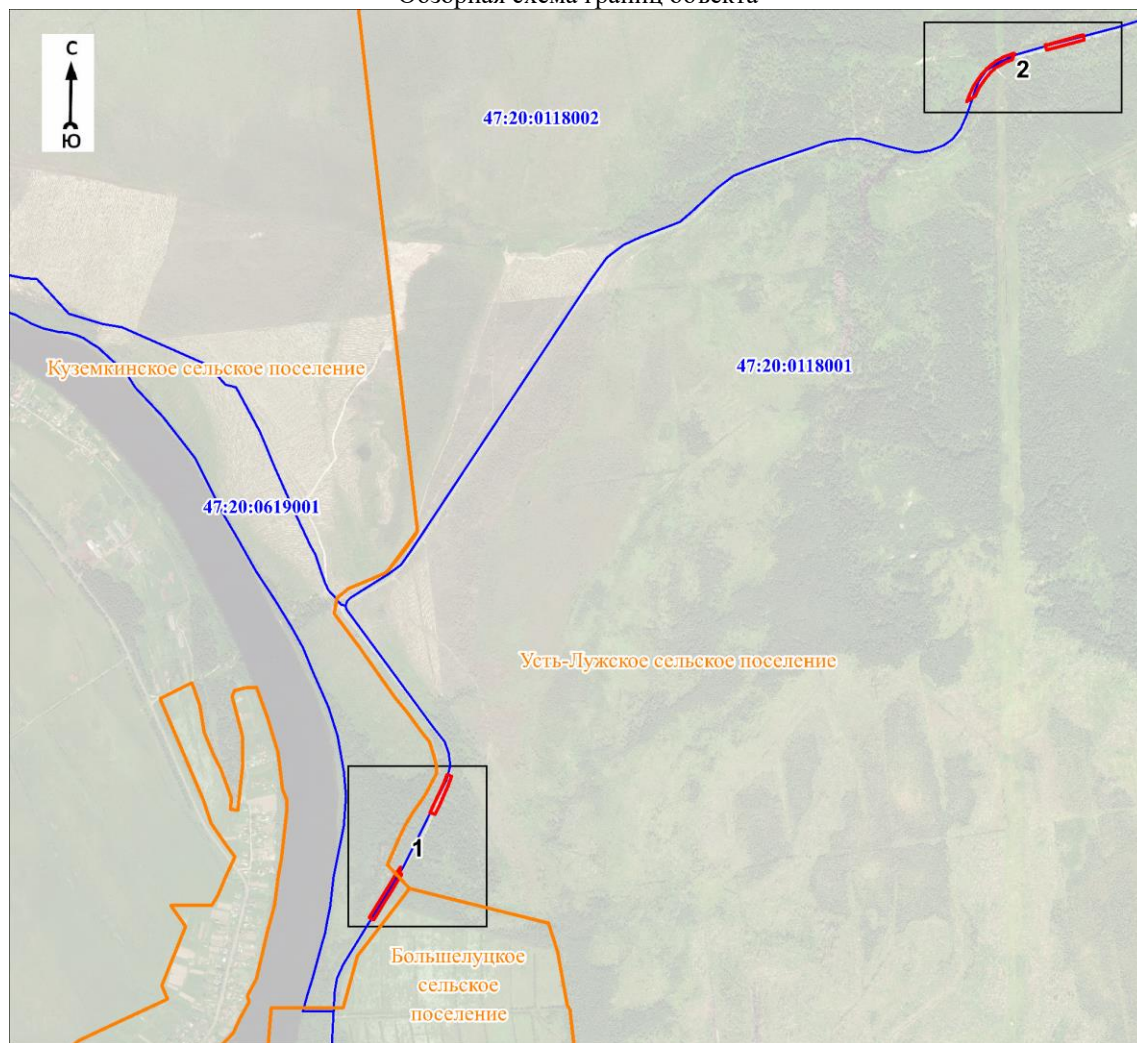 Обзорная схема границ объекта
С
Ю
2
47:20:0118002
Куземкинское сельское поселение
47:20:0118001
47:20:0619001
Усть-Лужское сельское поселение
1
Большелуцкое
сельское
поселение